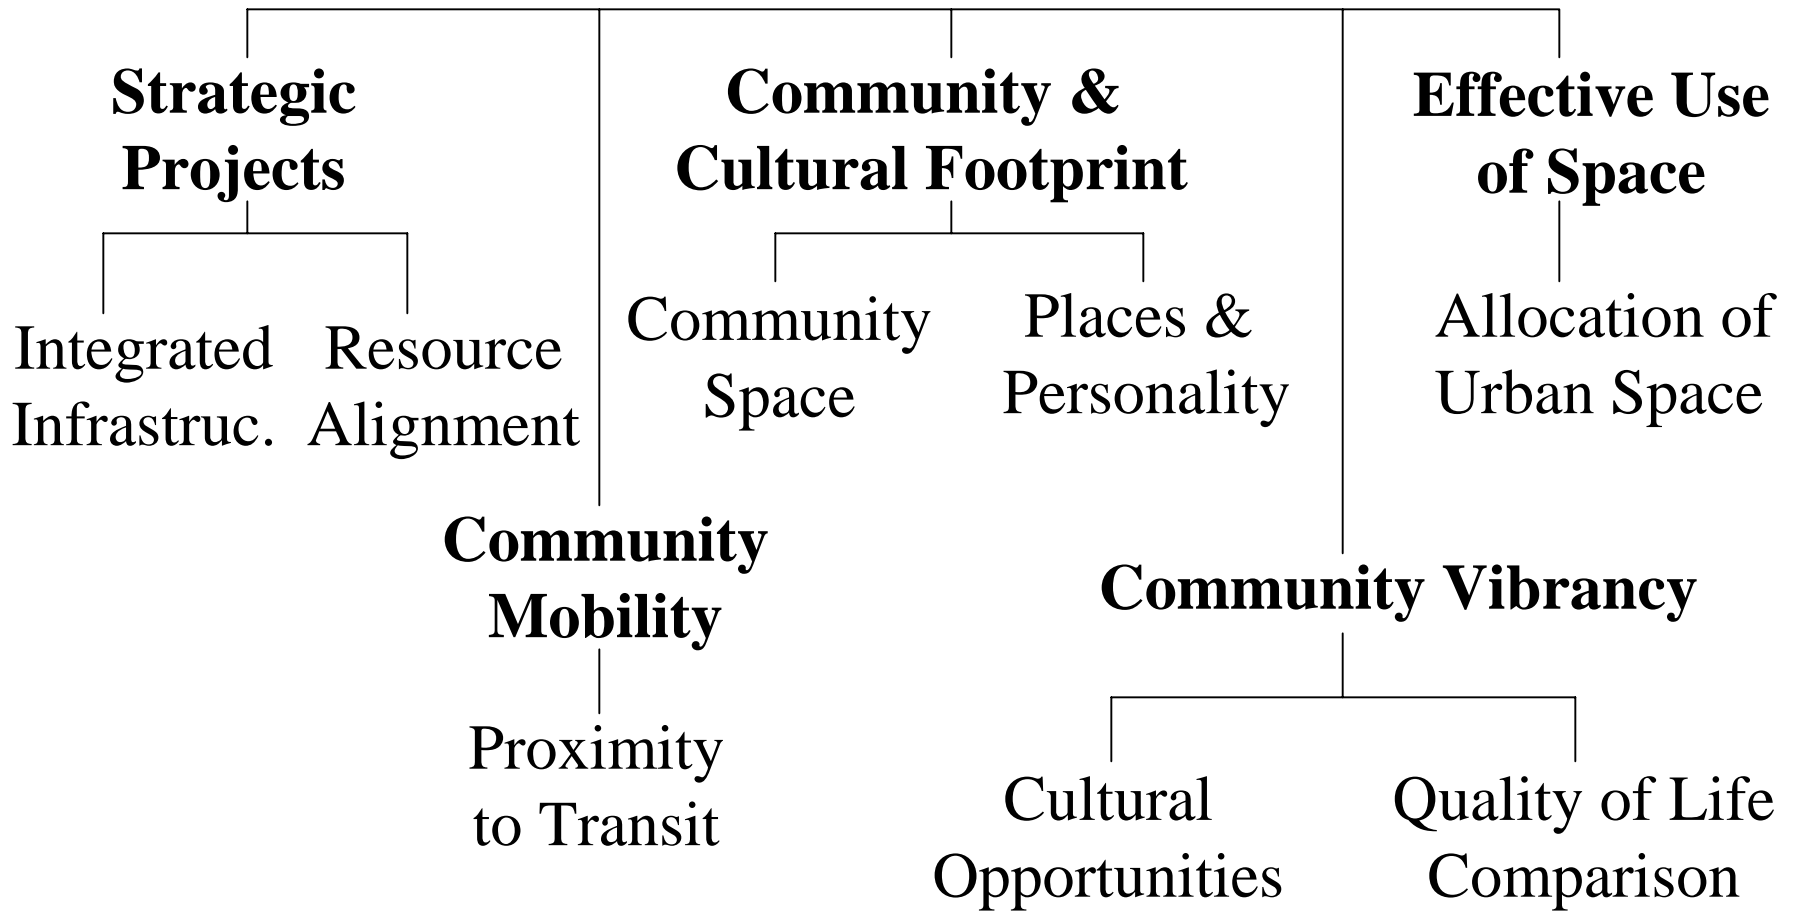 Strategic
Projects
Community &
Cultural Footprint
Effective Use
of Space
Integrated
Infrastruc.
Resource
Alignment
Community
Space
Places &
Personality
Allocation of
Urban Space
Community
Mobility
Community Vibrancy
Proximity
to Transit
Cultural
Opportunities
Quality of Life
Comparison